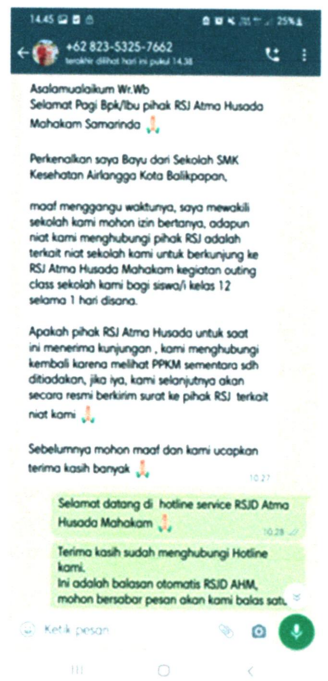 14.45
25%
+62 823-5325-7662
terakhir dilihat hari ini pukul 14.38
Asalamualaikum Wr.Wb
Selamat Pagi Bpk/Ibu pihak RSJ Atma Husada
Mahakam Samarinda 🙏
Perkenalkan saya Bayu dari Sekolah SMK
Kesehatan Airlangga Kota Balikpapan,
maaf menggangu waktunya, saya mewakili
sekolah kami mohon izin bertanya, adapun
niat kami menghubungi pihak RSJ adalah
terkait niat sekolah kami untuk berkunjung ke
RSJ Atma Husada Mahakam kegiatan outing
class sekolah kami bagi siswa/i kelas 12
selama 1 hari disana.
Apakah pihak RSJ Atma Husada untuk saat
ini menerima kunjungan , kami menghubungi
kembali karena melihat PPKM sementara sdh
ditiadakan, jika iya, kami selanjutnya akan
secara resmi berkirim surat ke pihak RSJ terkait
niat kami 🙏
Sebelumnya mohon maaf dan kami ucapkan
terima kasih banyak 🙏
10.27
Selamat datang di hotline service RSJD Atma
Husada Mahakam 🙏
10.28
Terima kasih sudah menghubungi Hotline
kami.
Ini adalah balasan otomatis RSJD AHM,
mohon bersabar pesan akan kami balas satu
Ketik pesan